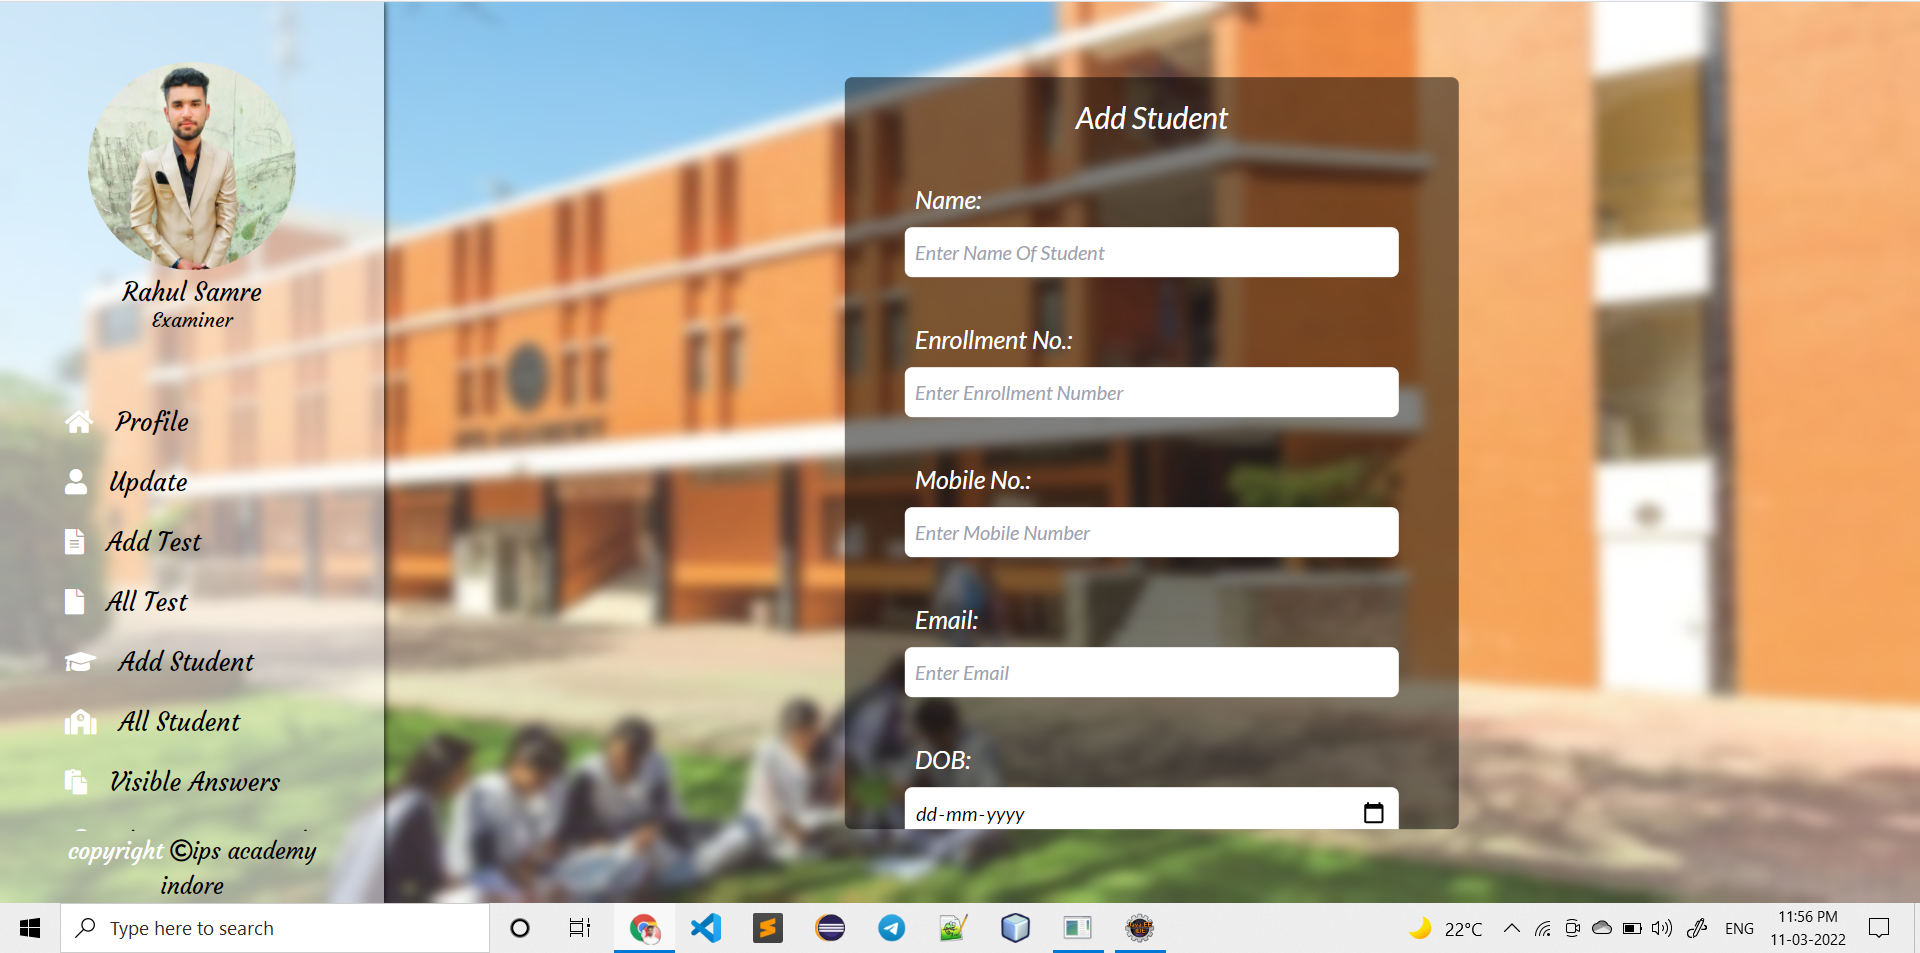 Rahul Samre
Examiner
Profile
Update
Add Test
All Test
Add Student
All Student
Visible Answers
copyright ©ips academy
indore
Add Student
Name:
Enter Name Of Student
Enrollment No.:
Enter Enrollment Number
Mobile No.:
Enter Mobile Number
Email:
Enter Email
DOB:
dd-mm-yyyy
Type here to search
22°C
ENG
11:56 PM
11-03-2022